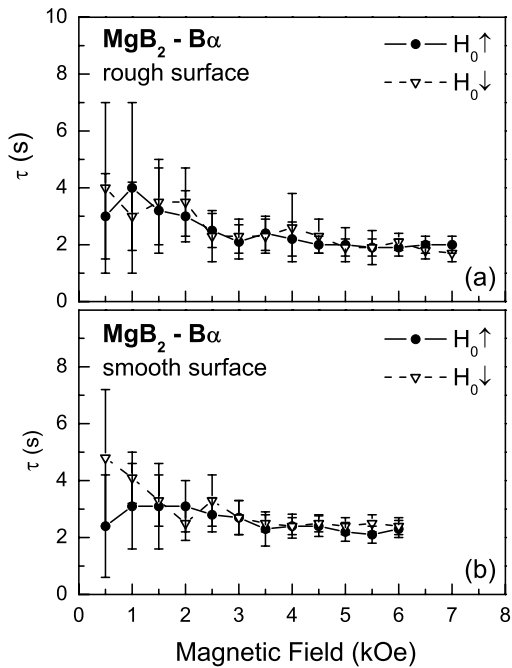 10
8
6
4
2
0
τ (s)
MgB₂ - Bα
rough surface
H₀↑
H₀↓
(a)
8
6
4
2
0
τ (s)
MgB₂ - Bα
smooth surface
H₀↑
H₀↓
(b)
0 1 2 3 4 5 6 7 8
Magnetic Field (kOe)